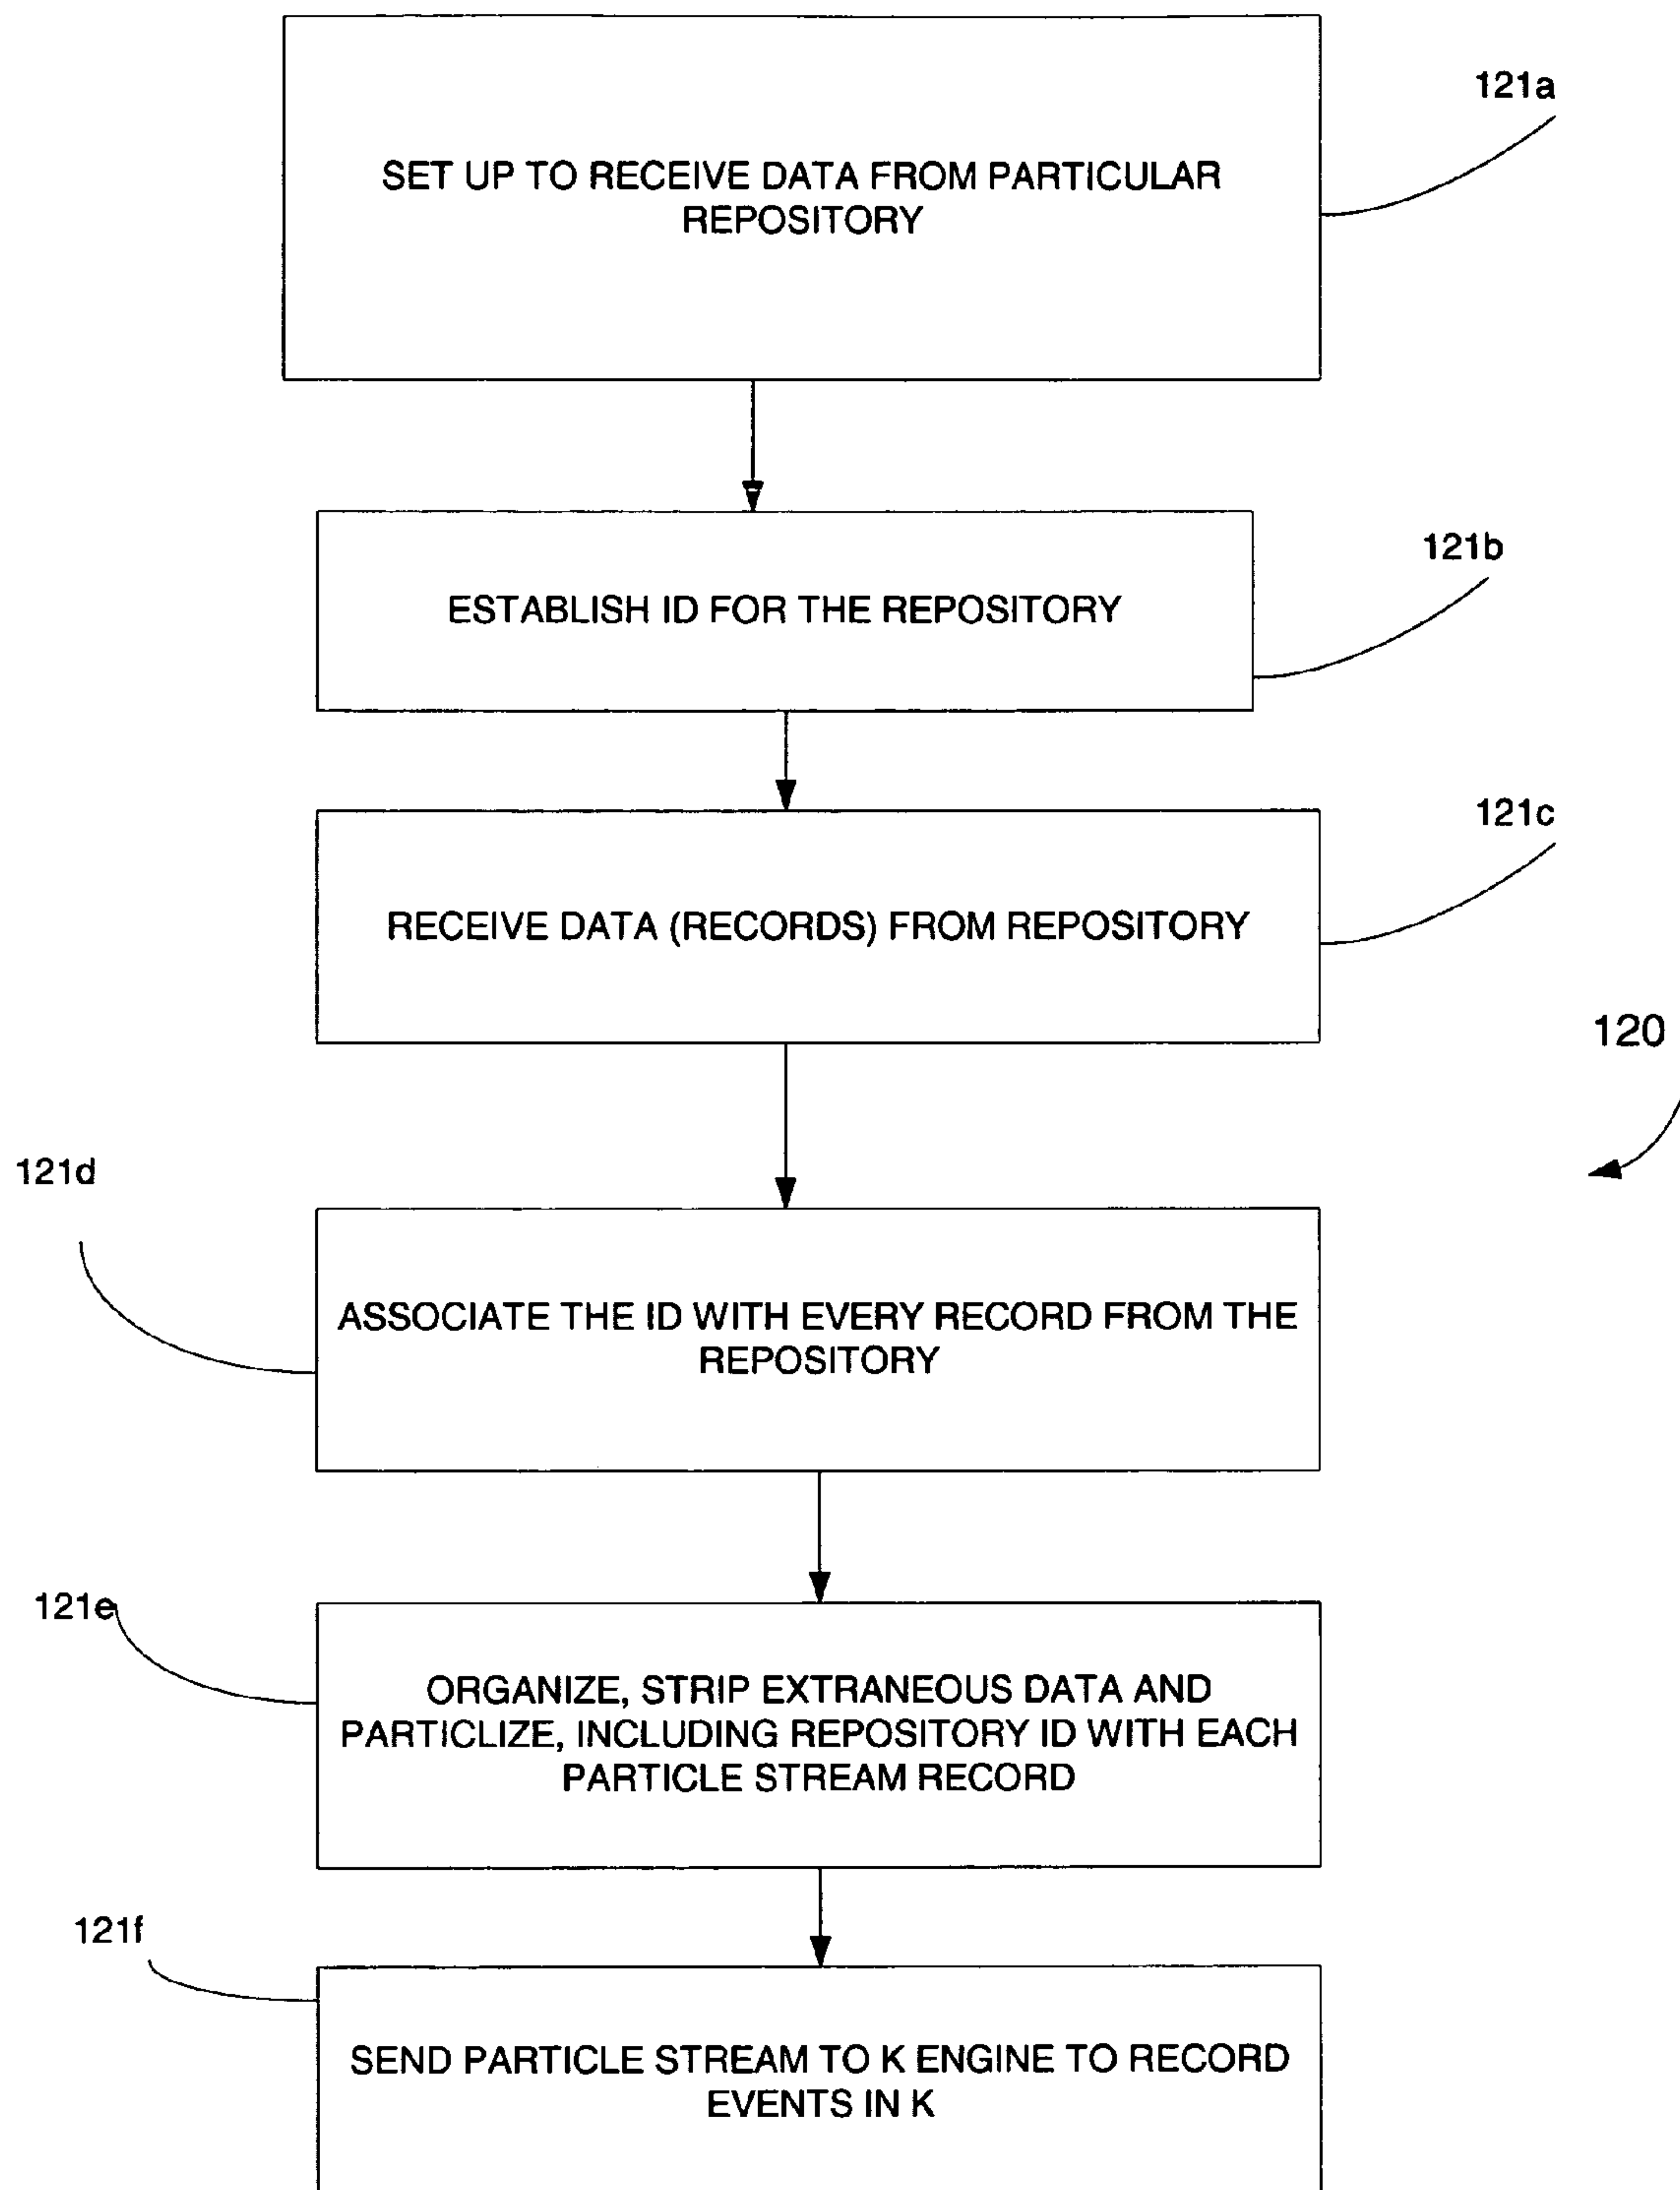 121a
SET UP TO RECEIVE DATA FROM PARTICULAR
REPOSITORY
121b
ESTABLISH ID FOR THE REPOSITORY
121c
RECEIVE DATA (RECORDS) FROM REPOSITORY
120
121d
ASSOCIATE THE ID WITH EVERY RECORD FROM THE
REPOSITORY
121e
ORGANIZE, STRIP EXTRANEOUS DATA AND
PARTICLIZE, INCLUDING REPOSITORY ID WITH EACH
PARTICLE STREAM RECORD
121f
SEND PARTICLE STREAM TO K ENGINE TO RECORD
EVENTS IN K